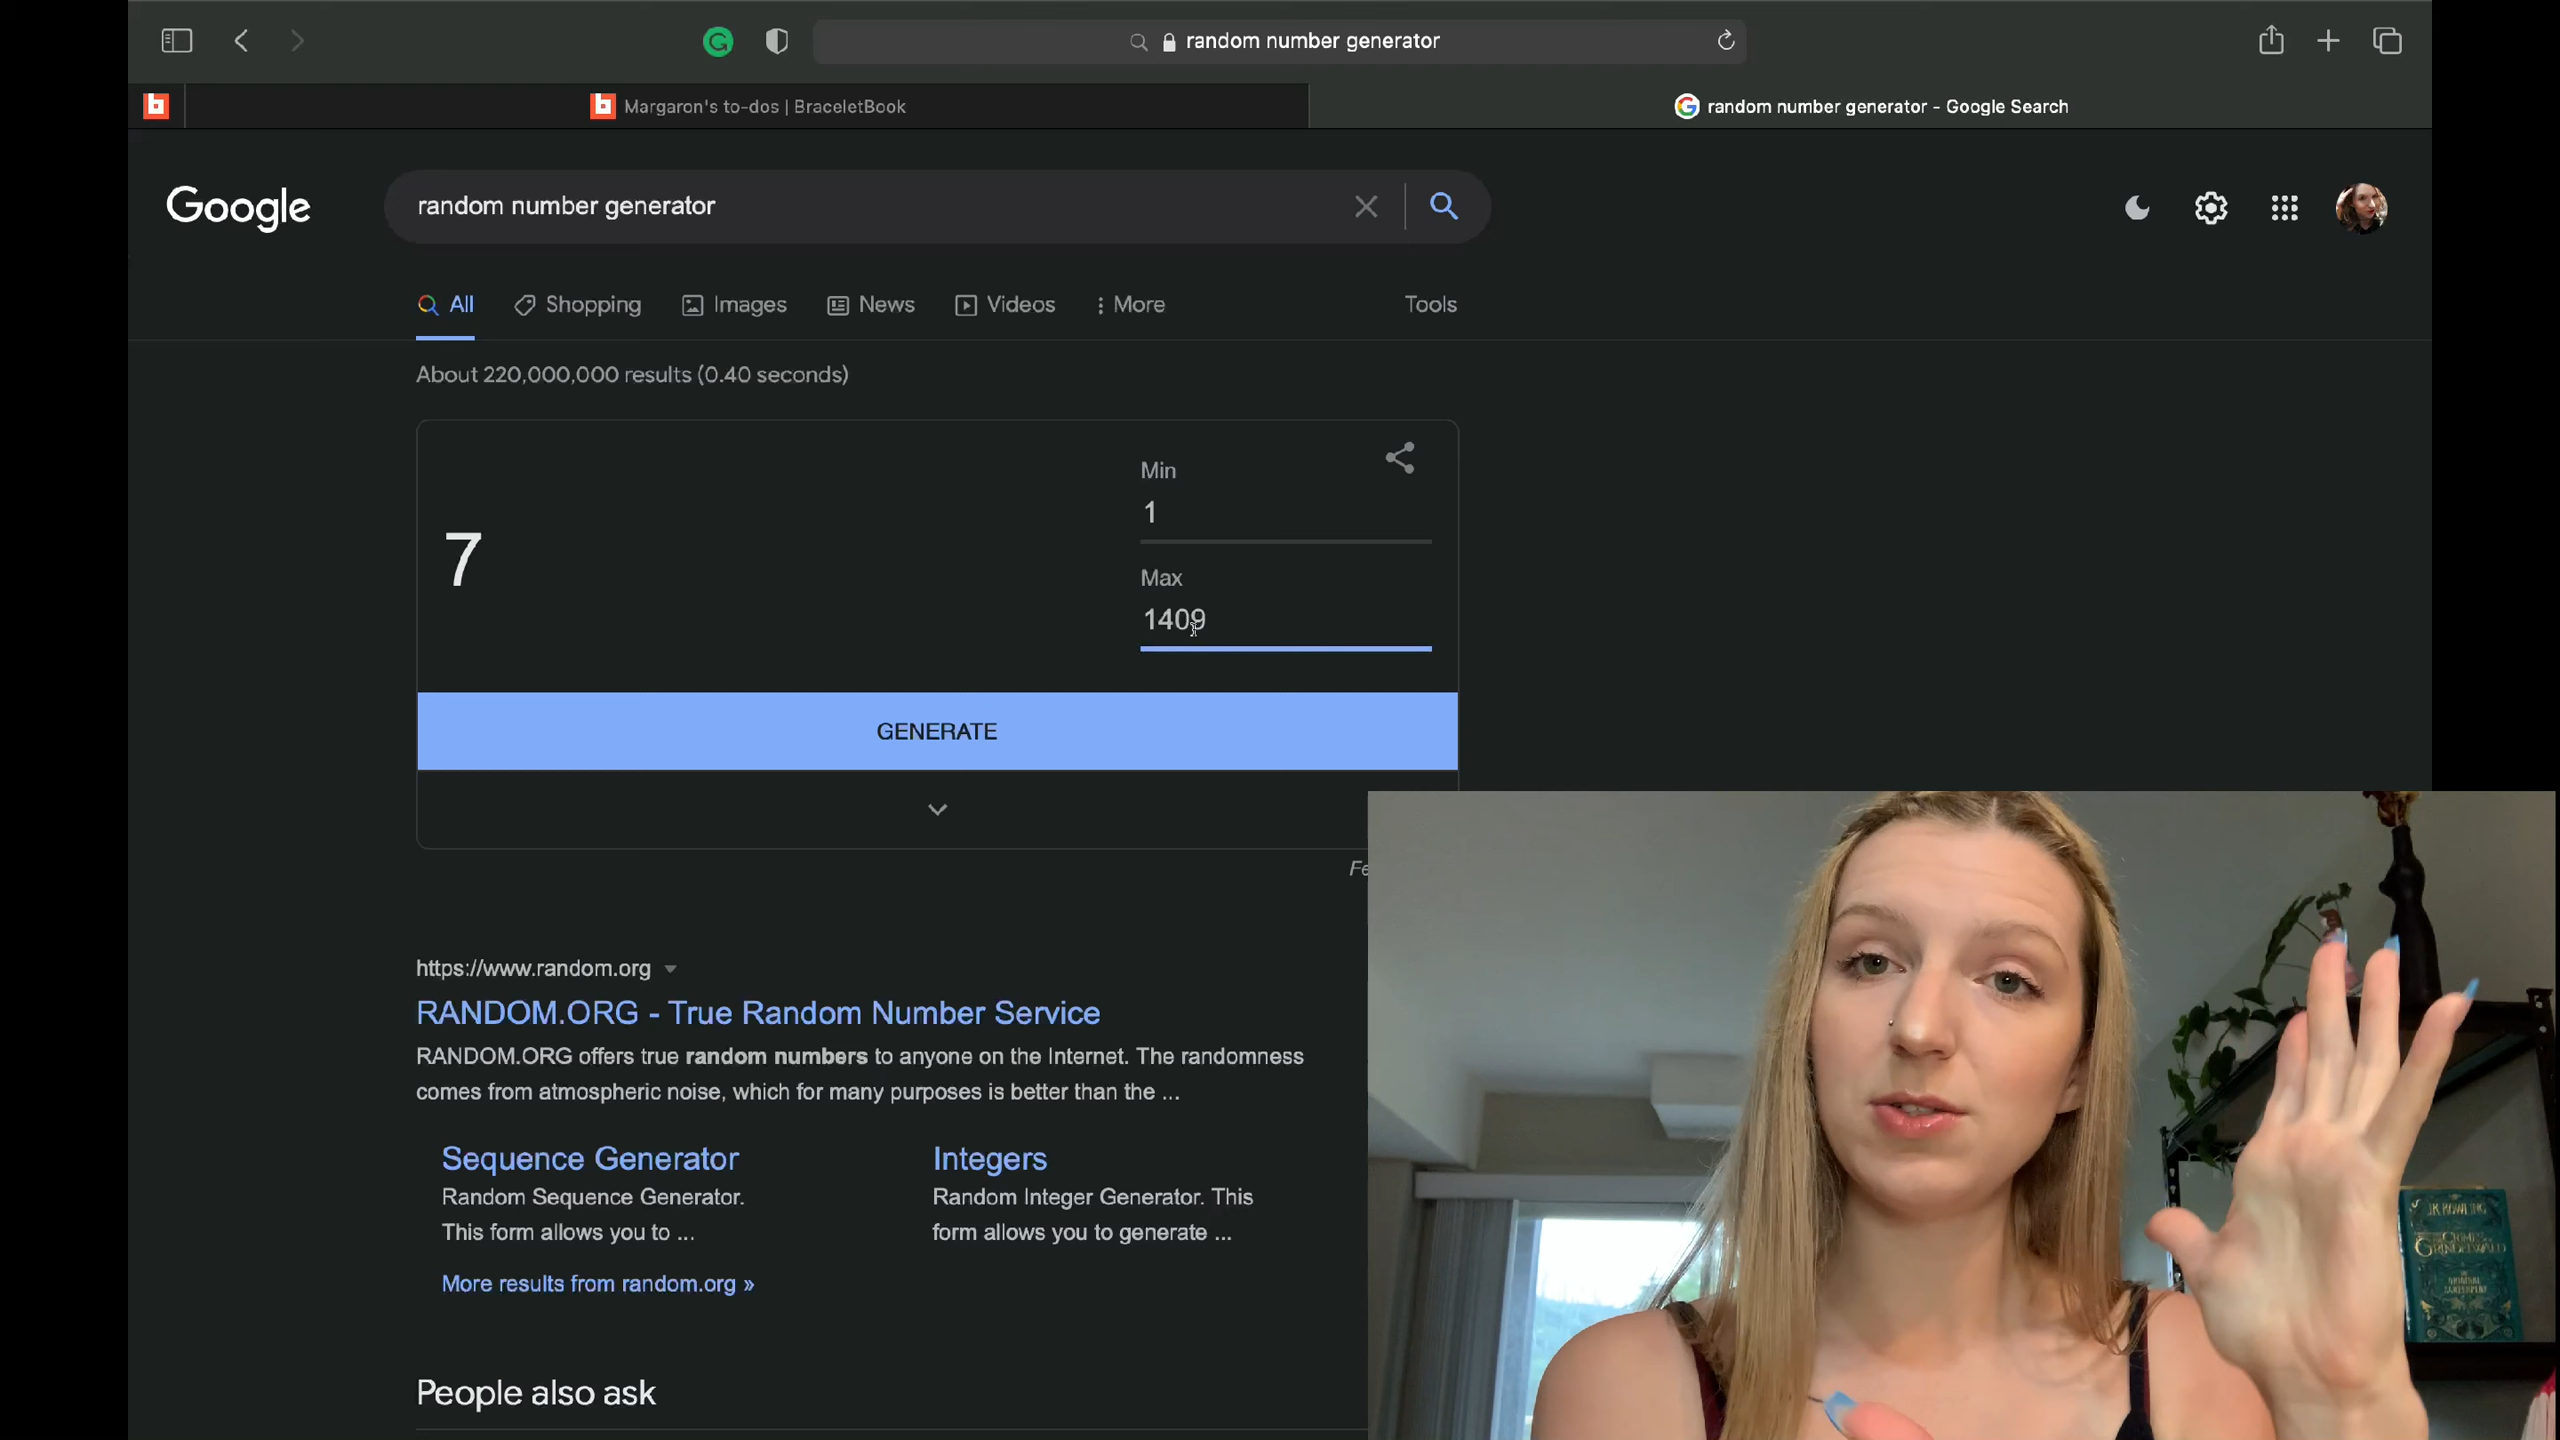 random number generator
Margaron's to-dos | BraceletBook
random number generator - Google Search
Google
random number generator
All
Shopping
Images
News
Videos
More
Tools
About 220,000,000 results (0.40 seconds)
7
Min
1
Max
1409
GENERATE
Fe
https://www.random.org
RANDOM.ORG - True Random Number Service
RANDOM.ORG offers true random numbers to anyone on the Internet. The randomness
comes from atmospheric noise, which for many purposes is better than the ...
Sequence Generator
Random Sequence Generator.
This form allows you to ...
Integers
Random Integer Generator. This
form allows you to generate ...
More results from random.org »
People also ask
J.K. ROWLING
CRIMES OF
GRINDELWALD